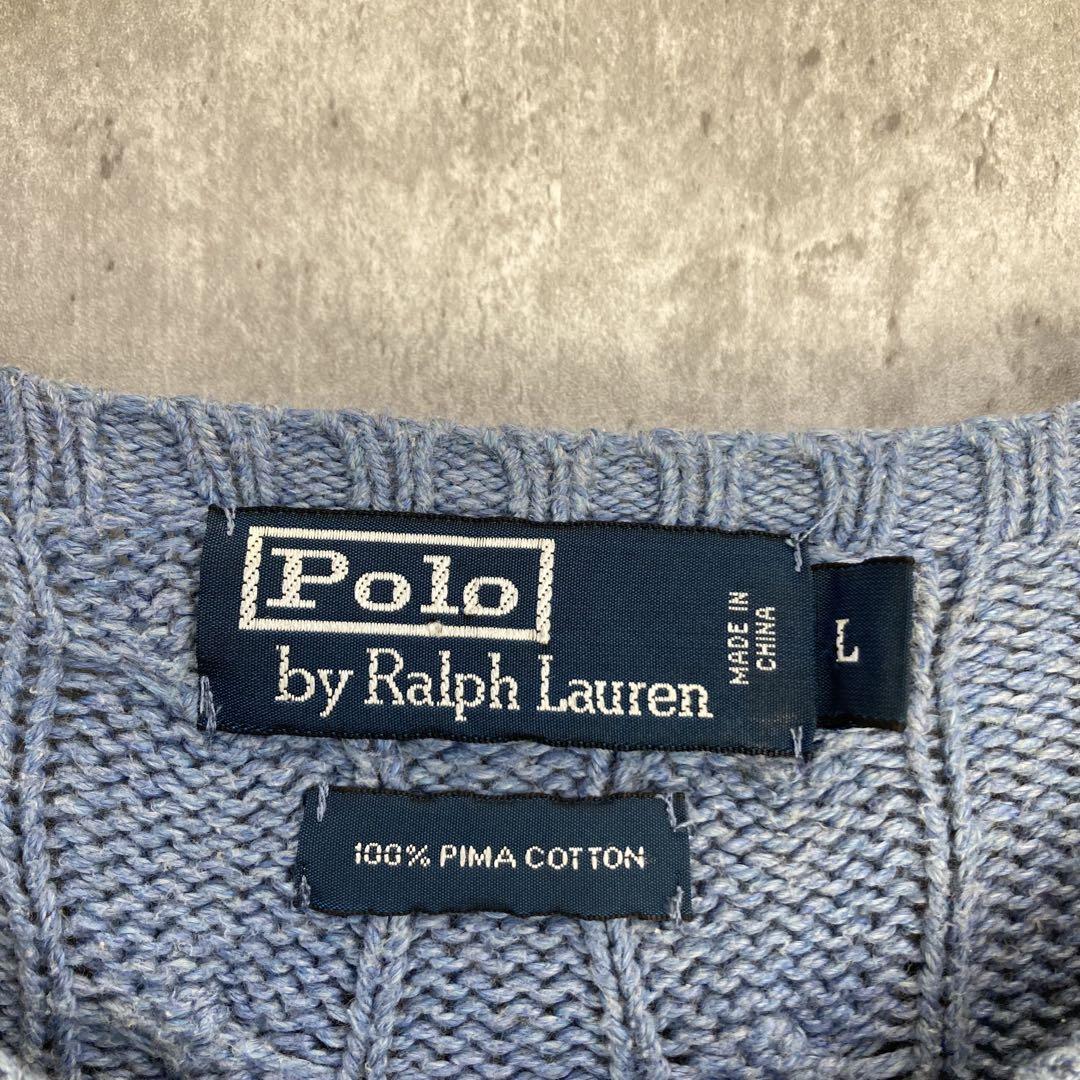 Polo
by Ralph Lauren
MADE IN
CHINA
L
100% PIMA COTTON